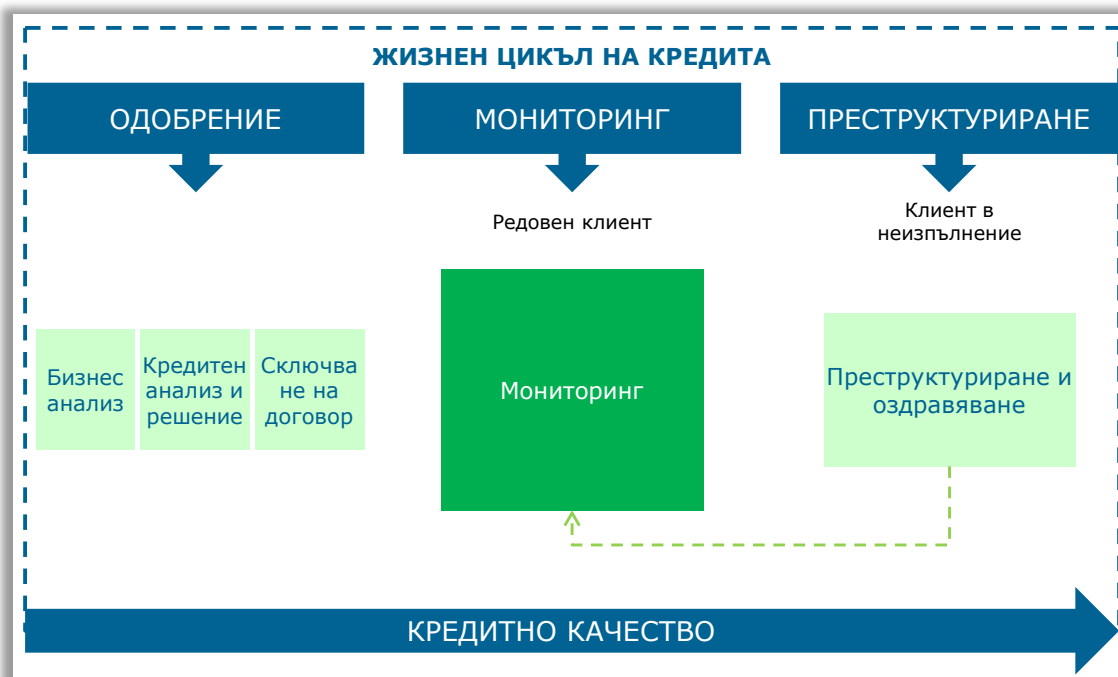 ЖИЗНЕН ЦИКЪЛ НА КРЕДИТА
ОДОБРЕНИЕ
МОНИТОРИНГ
ПРЕСТРУКТУРИРАНЕ
Редовен клиент
Клиент в
неизпълнение
Бизнес
анализ
Кредитен
анализ и
решение
Сключва
не на
договор
Мониторинг
Преструктуриране и
оздравяване
КРЕДИТНО КАЧЕСТВО